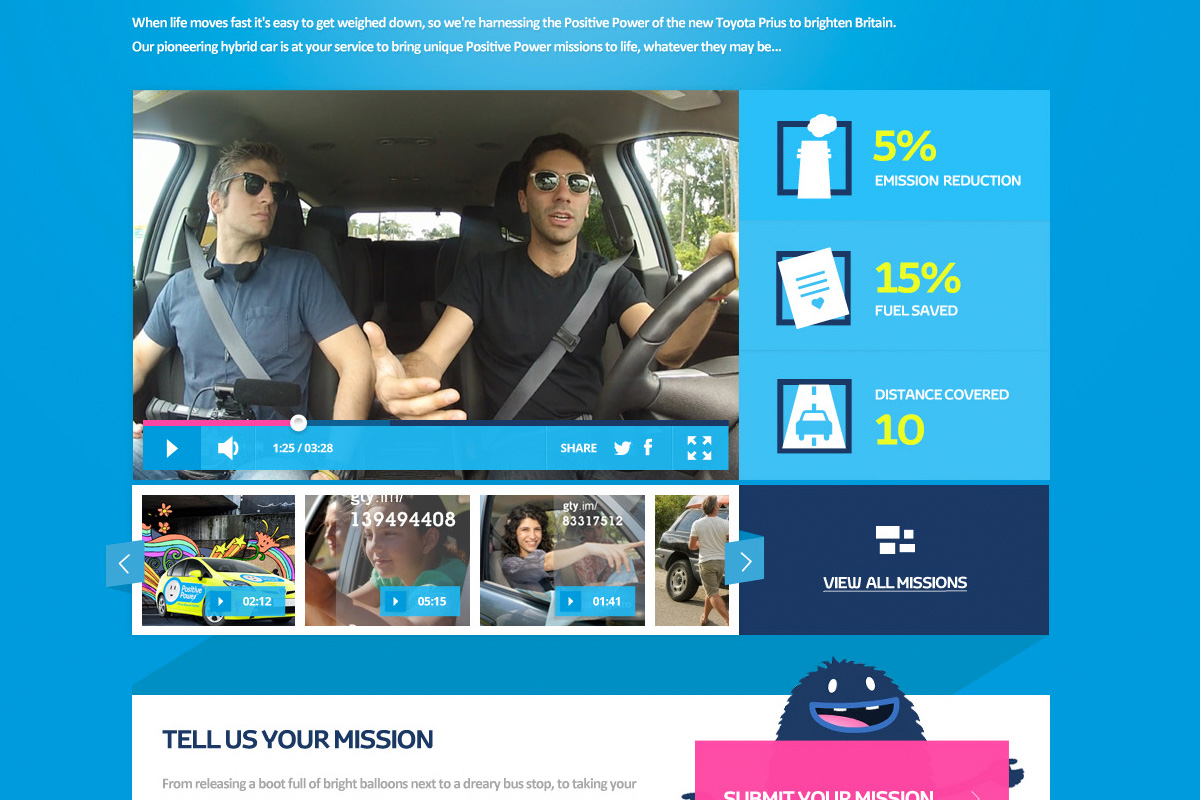 When life moves fast it's easy to get weighed down, so we're harnessing the Positive Power of the new Toyota Prius to brighten Britain.
Our pioneering hybrid car is at your service to bring unique Positive Power missions to life, whatever they may be...
5%
EMISSION REDUCTION
15%
FUEL SAVED
DISTANCE COVERED
10
1:25 / 03:28
SHARE
gty.im/
139494408
gty.im/
83317512
Positive
Power
02:12
05:15
01:41
VIEW ALL MISSIONS
TELL US YOUR MISSION
From releasing a boot full of bright balloons next to a dreary bus stop, to taking your
SUBMIT YOUR MISSION